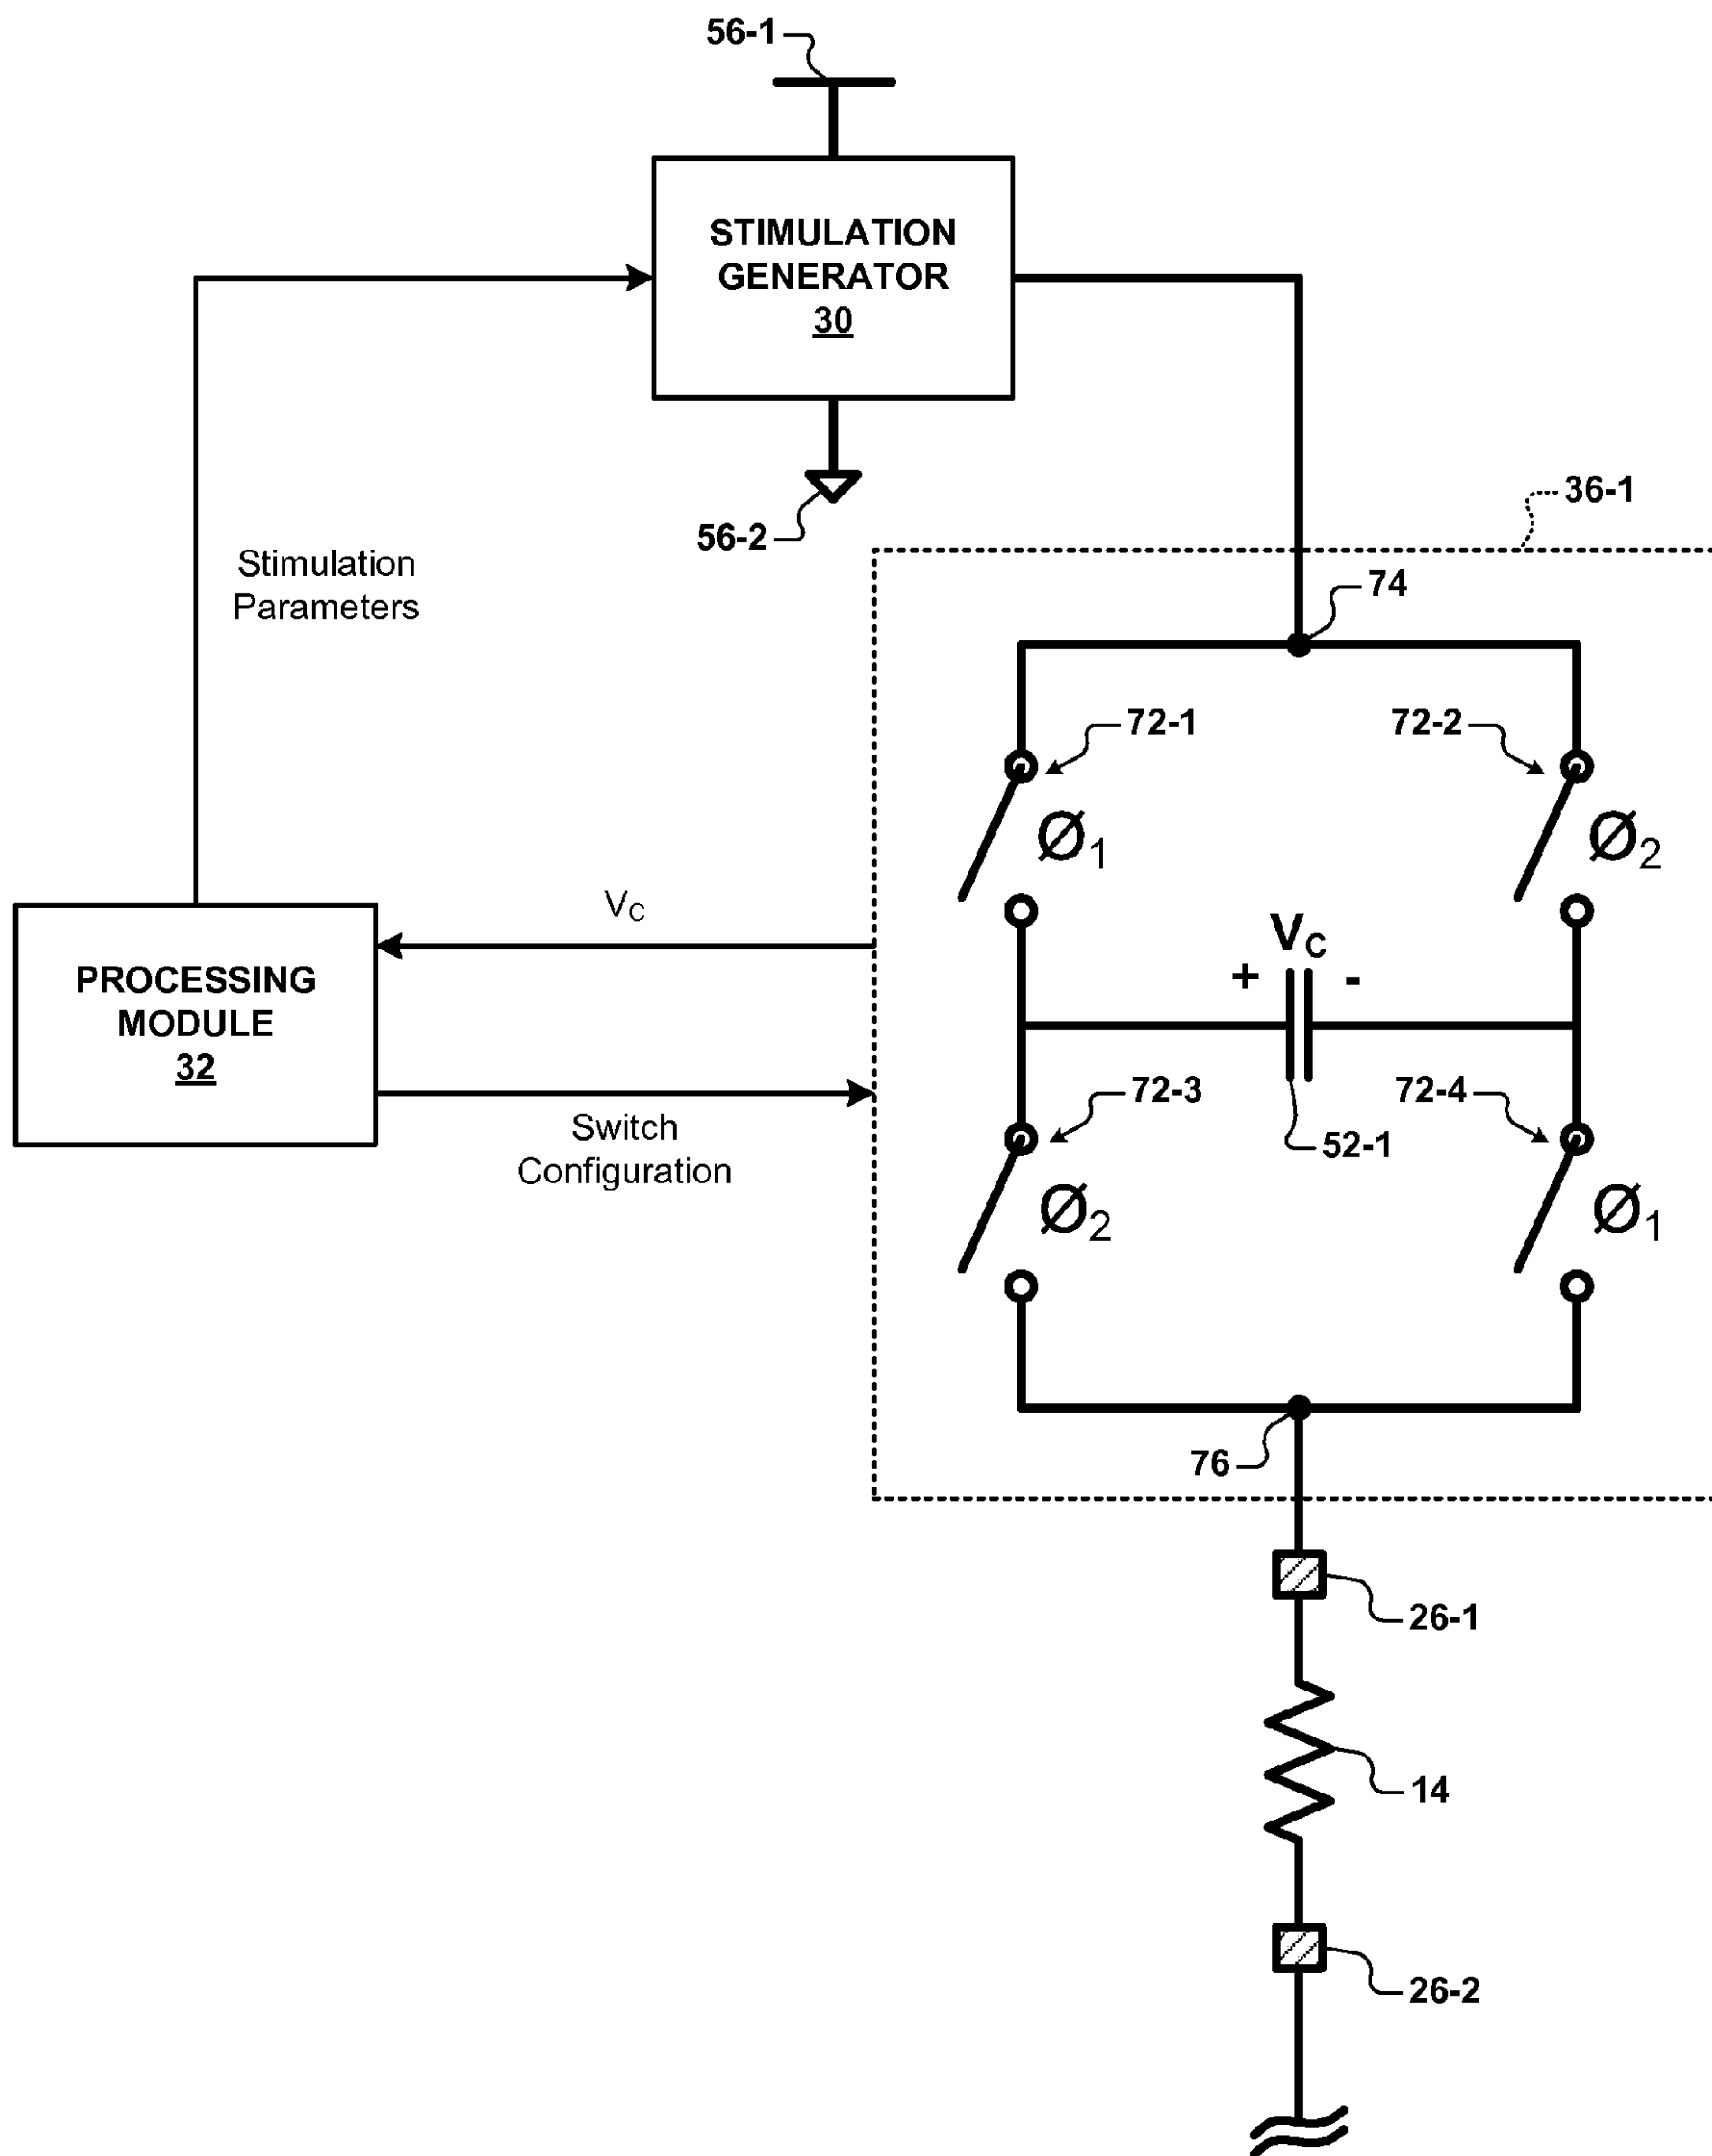 56-1
STIMULATION
GENERATOR
30
56-2
36-1
Stimulation
Parameters
74
72-1
72-2
Ø1
Ø2
VC
VC
+ -
PROCESSING
MODULE
32
72-3
72-4
52-1
Switch
Configuration
Ø2
Ø1
76
26-1
14
26-2